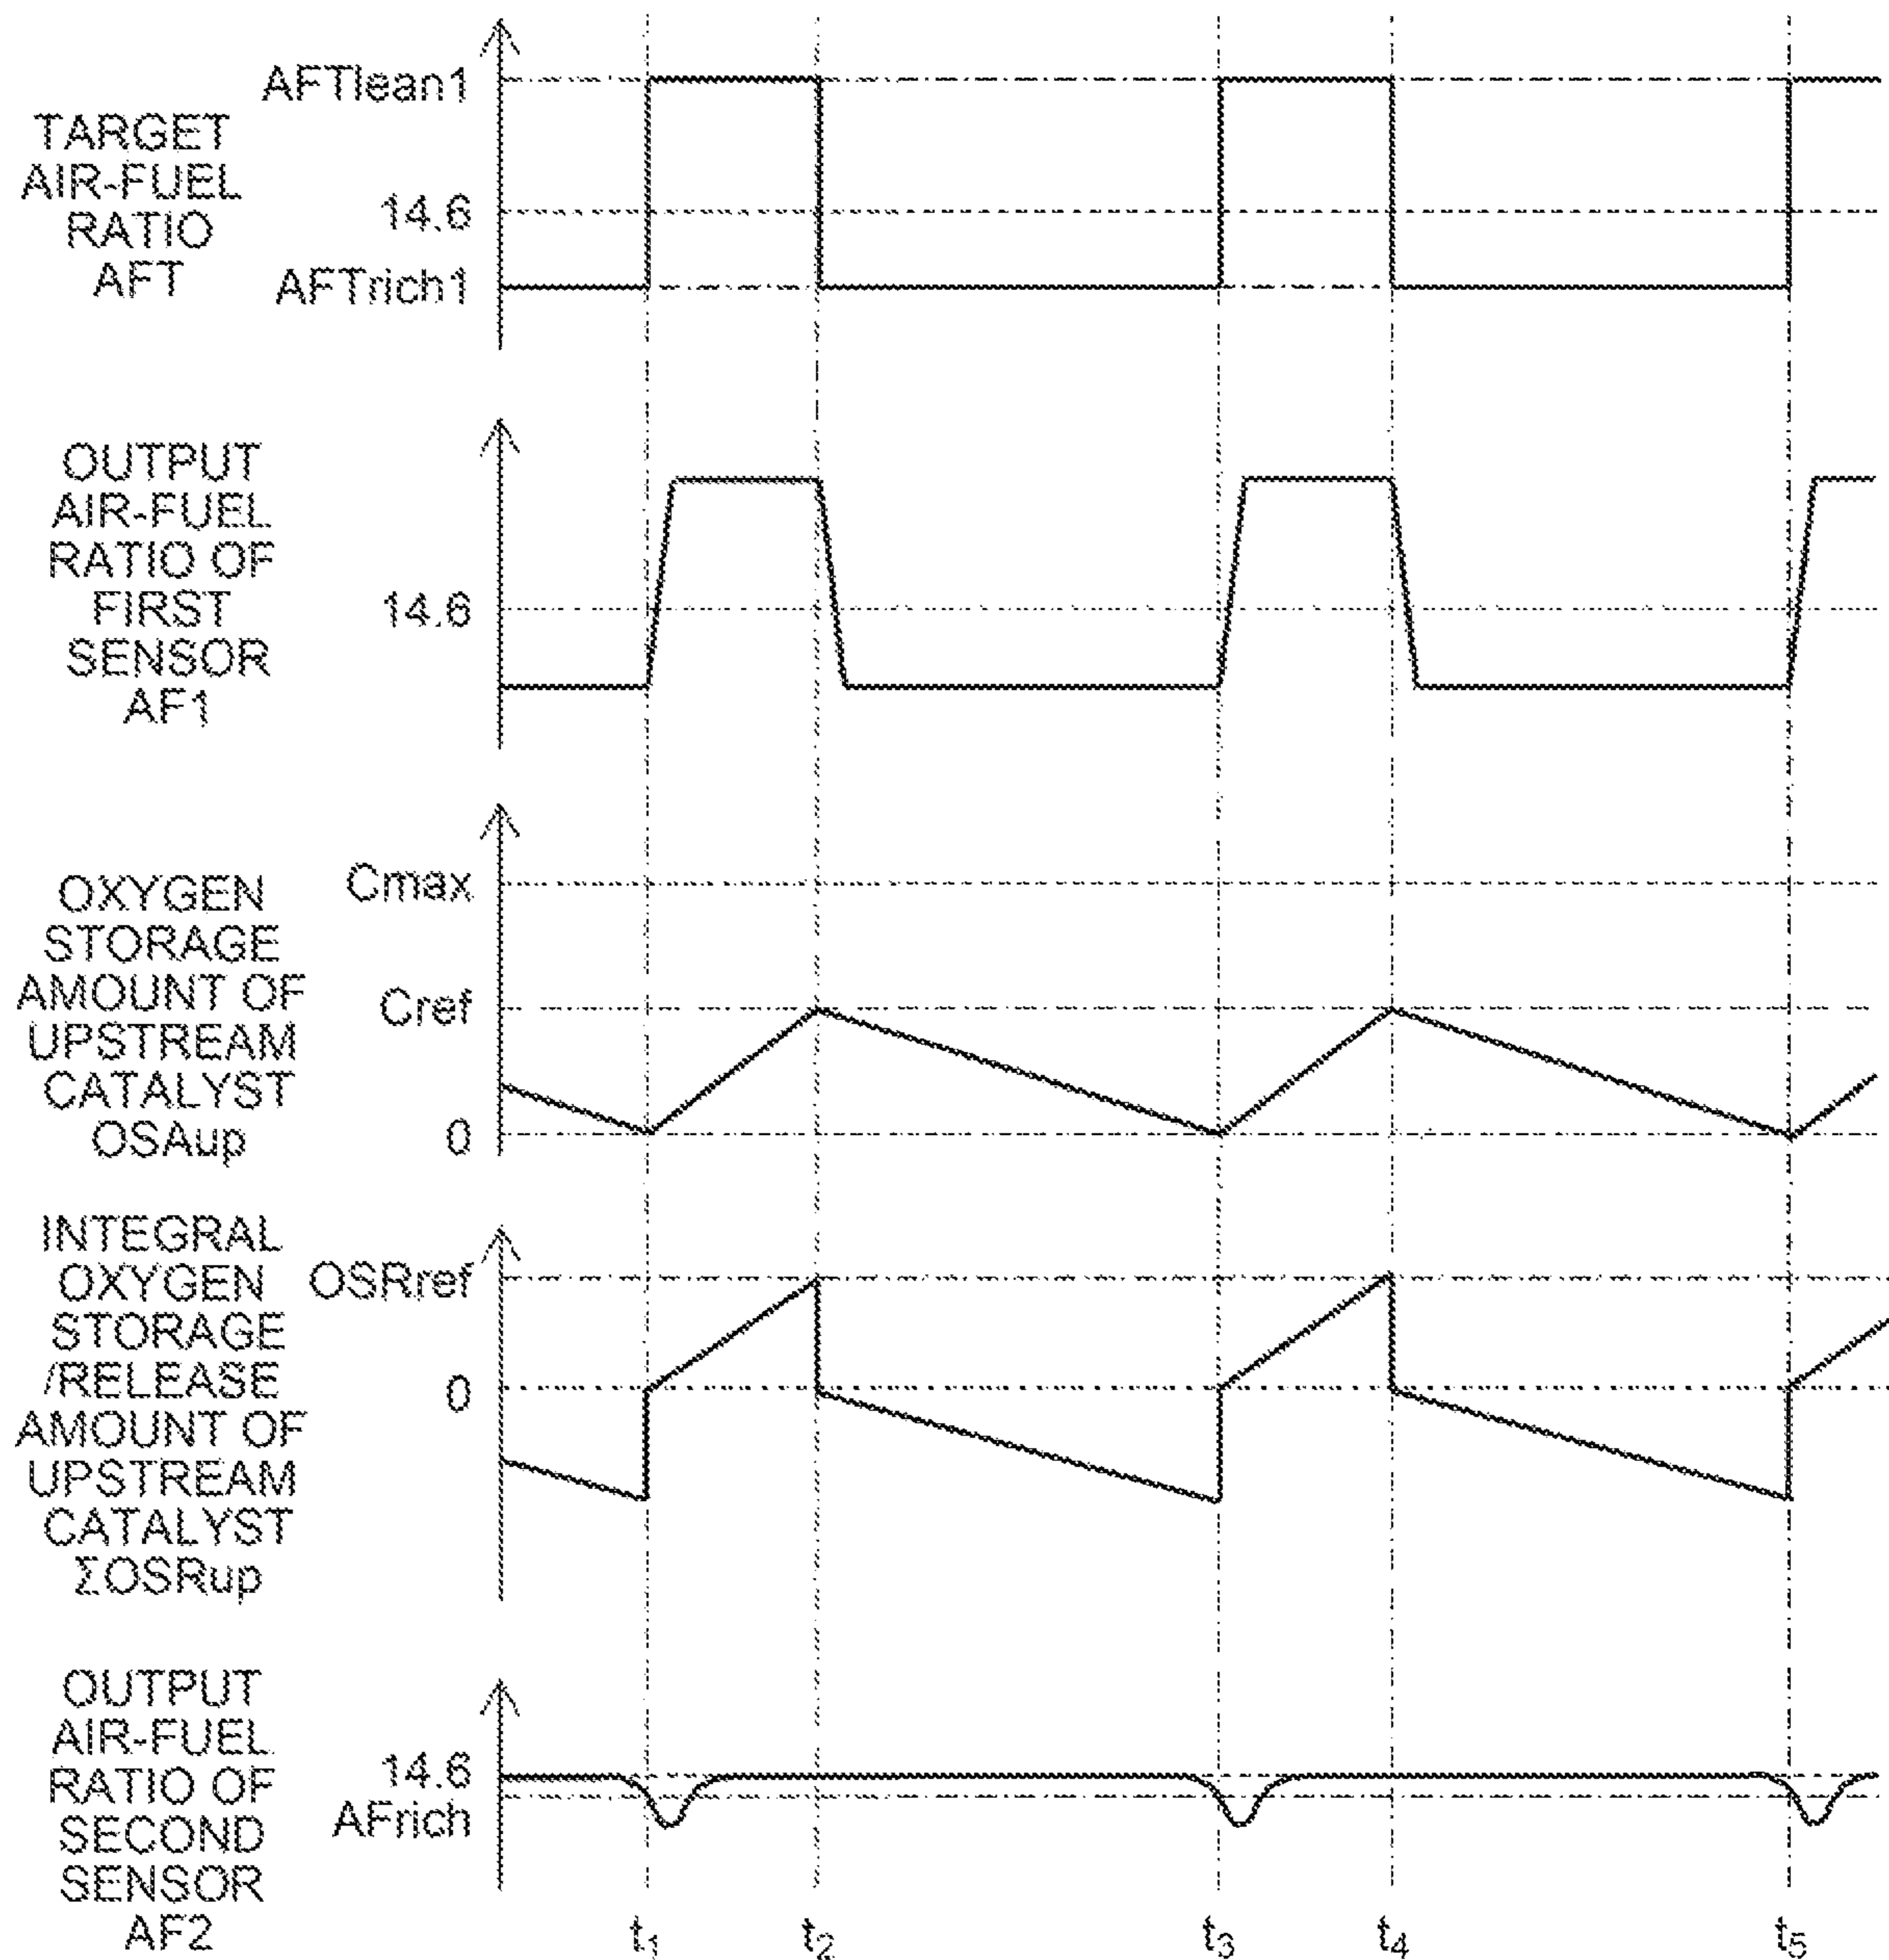 TARGET
AIR-FUEL
RATIO
AFT
AFTlean1
14.6
AFTrich1
OUTPUT
AIR-FUEL
RATIO OF
FIRST
SENSOR
AF1
14.6
OXYGEN
STORAGE
AMOUNT OF
UPSTREAM
CATALYST
OSAup
Cmax
Cref
0
INTEGRAL
OXYGEN
STORAGE
/RELEASE
AMOUNT OF
UPSTREAM
CATALYST
ΣOSRup
OSRref
0
OUTPUT
AIR-FUEL
RATIO OF
SECOND
SENSOR
AF2
14.6
AFrich
t1 t2 t3 t4 t5